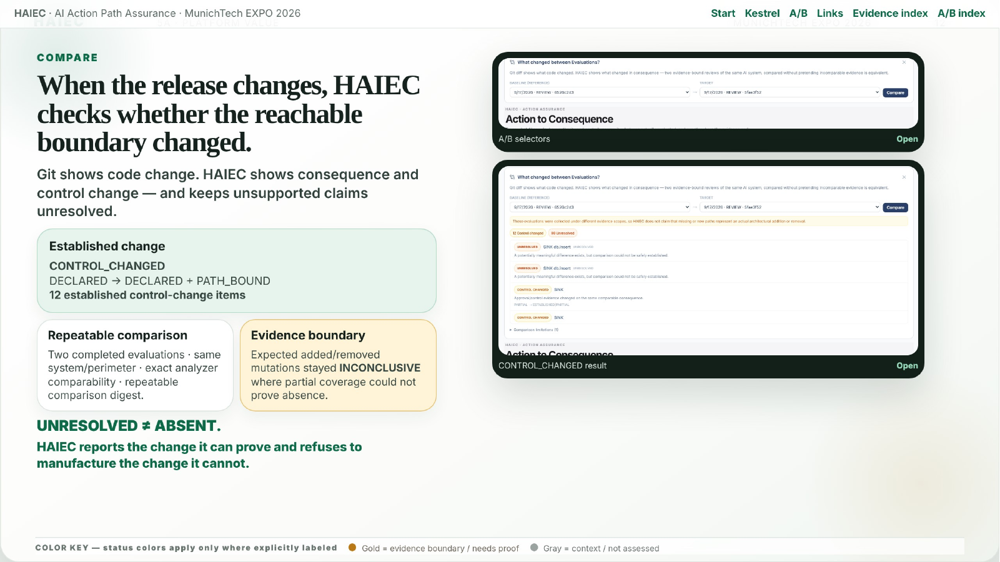 HAIEC · AI Action Path Assurance · MunichTech EXPO 2026
Start Kestrel A/B Links Evidence index A/B index
HAIEC 5A · PLATFORM VALUE MUNICHTECH EXPO 2026 12
COMPARE
When the release changes, HAIEC
checks whether the reachable
boundary changed.
Git shows code change. HAIEC shows consequence and
control change — and keeps unsupported claims
unresolved.
Established change
CONTROL_CHANGED
DECLARED → DECLARED + PATH_BOUND
12 established control-change items
Repeatable comparison
Two completed evaluations · same
system/perimeter · exact analyzer
comparability · repeatable
comparison digest.
Evidence boundary
Expected added/removed
mutations stayed INCONCLUSIVE
where partial coverage could not
prove absence.
UNRESOLVED ≠ ABSENT.
HAIEC reports the change it can prove and refuses to
manufacture the change it cannot.
What changed between Evaluations?
Git diff shows what code changed. HAIEC shows what changed in consequence — two evidence-bound reviews of the same AI system, compared without pretending incomparable evidence is equivalent.
BASELINE (REFERENCE) TARGET
9/17/2026 · REVIEW · 6526c2d3 → 9/17/2026 · REVIEW · 5fae3f52 Compare
HAIEC · ACTION ASSURANCE
Action to Consequence
A/B selectors Open
What changed between Evaluations?
Git diff shows what code changed. HAIEC shows what changed in consequence — two evidence-bound reviews of the same AI system, compared without pretending incomparable evidence is equivalent.
BASELINE (REFERENCE) TARGET
9/17/2026 · REVIEW · 6526c2d3 → 9/17/2026 · REVIEW · 5fae3f52 Compare
These evaluations were collected under different evidence scopes, so HAIEC does not claim that missing or new paths represent an actual architectural addition or removal.
12 Control changed 99 Unresolved
UNRESOLVED SINK db.insert UNRESOLVED
A potentially meaningful difference exists, but comparison could not be safely established.
UNRESOLVED SINK db.insert UNRESOLVED
A potentially meaningful difference exists, but comparison could not be safely established.
CONTROL CHANGED SINK
Approval/control evidence changed on the same comparable consequence.
PARTIAL → ESTABLISHED/PARTIAL
CONTROL CHANGED SINK
Comparison limitations (1)
HAIEC · ACTION ASSURANCE
Action to Consequence
CONTROL_CHANGED result Open
COLOR KEY — status colors apply only where explicitly labeled Gold = evidence boundary / needs proof Gray = context / not assessed